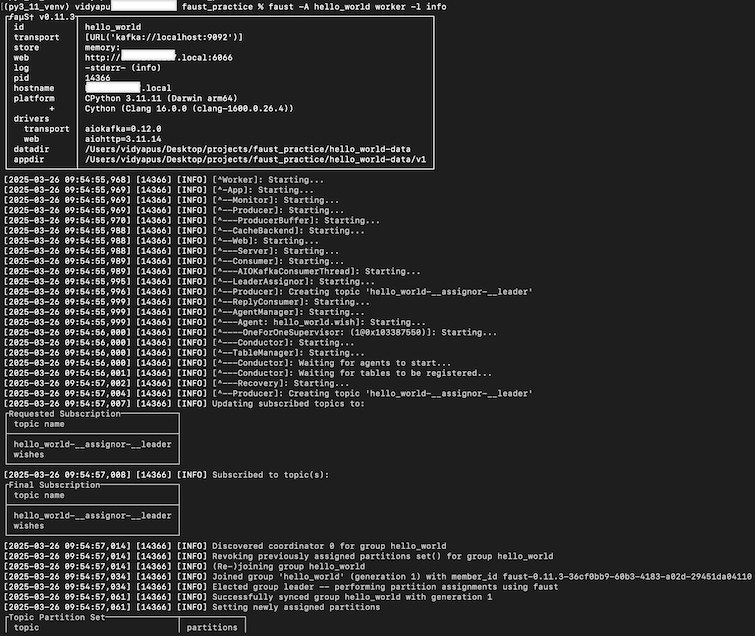 (py3_11_venv) vidyapu faust_practice % faust -A hello_world worker -l info
ƒaµS† v0.11.3
id hello_world
transport [URL('kafka://localhost:9092')]
store memory:
web http:/ .local:6066
log -stderr- (info)
pid 14366
hostname .local
platform CPython 3.11.11 (Darwin arm64)
+ Cython (Clang 16.0.0 (clang-1600.0.26.4))
drivers
transport aiokafka=0.12.0
web aiohttp=3.11.14
datadir /Users/vidyapus/Desktop/projects/faust_practice/hello_world-data
appdir /Users/vidyapus/Desktop/projects/faust_practice/hello_world-data/v1
[2025-03-26 09:54:55,968] [14366] [INFO] [^Worker]: Starting...
[2025-03-26 09:54:55,969] [14366] [INFO] [^-App]: Starting...
[2025-03-26 09:54:55,969] [14366] [INFO] [^--Monitor]: Starting...
[2025-03-26 09:54:55,969] [14366] [INFO] [^--Producer]: Starting...
[2025-03-26 09:54:55,970] [14366] [INFO] [^---ProducerBuffer]: Starting...
[2025-03-26 09:54:55,988] [14366] [INFO] [^--CacheBackend]: Starting...
[2025-03-26 09:54:55,988] [14366] [INFO] [^--Web]: Starting...
[2025-03-26 09:54:55,988] [14366] [INFO] [^---Server]: Starting...
[2025-03-26 09:54:55,989] [14366] [INFO] [^--Consumer]: Starting...
[2025-03-26 09:54:55,989] [14366] [INFO] [^---AIOKafkaConsumerThread]: Starting...
[2025-03-26 09:54:55,995] [14366] [INFO] [^--LeaderAssignor]: Starting...
[2025-03-26 09:54:55,996] [14366] [INFO] [^--Producer]: Creating topic 'hello_world-__assignor-__leader'
[2025-03-26 09:54:55,999] [14366] [INFO] [^--ReplyConsumer]: Starting...
[2025-03-26 09:54:55,999] [14366] [INFO] [^--AgentManager]: Starting...
[2025-03-26 09:54:55,999] [14366] [INFO] [^---Agent: hello_world.wish]: Starting...
[2025-03-26 09:54:56,000] [14366] [INFO] [^----OneForOneSupervisor: (1@0x103387550)]: Starting...
[2025-03-26 09:54:56,000] [14366] [INFO] [^---Conductor]: Starting...
[2025-03-26 09:54:56,000] [14366] [INFO] [^--TableManager]: Starting...
[2025-03-26 09:54:56,000] [14366] [INFO] [^---Conductor]: Waiting for agents to start...
[2025-03-26 09:54:56,001] [14366] [INFO] [^---Conductor]: Waiting for tables to be registered...
[2025-03-26 09:54:57,002] [14366] [INFO] [^---Recovery]: Starting...
[2025-03-26 09:54:57,004] [14366] [INFO] [^--Producer]: Creating topic 'hello_world-__assignor-__leader'
[2025-03-26 09:54:57,007] [14366] [INFO] Updating subscribed topics to:
Requested Subscription
topic name
hello_world-__assignor-__leader
wishes
[2025-03-26 09:54:57,008] [14366] [INFO] Subscribed to topic(s):
Final Subscription
topic name
hello_world-__assignor-__leader
wishes
[2025-03-26 09:54:57,014] [14366] [INFO] Discovered coordinator 0 for group hello_world
[2025-03-26 09:54:57,014] [14366] [INFO] Revoking previously assigned partitions set() for group hello_world
[2025-03-26 09:54:57,014] [14366] [INFO] (Re-)joining group hello_world
[2025-03-26 09:54:57,034] [14366] [INFO] Joined group 'hello_world' (generation 1) with member_id faust-0.11.3-36cf0bb9-60b3-4183-a02d-29451da04110
[2025-03-26 09:54:57,034] [14366] [INFO] Elected group leader -- performing partition assignments using faust
[2025-03-26 09:54:57,061] [14366] [INFO] Successfully synced group hello_world with generation 1
[2025-03-26 09:54:57,061] [14366] [INFO] Setting newly assigned partitions
Topic Partition Set
topic partitions